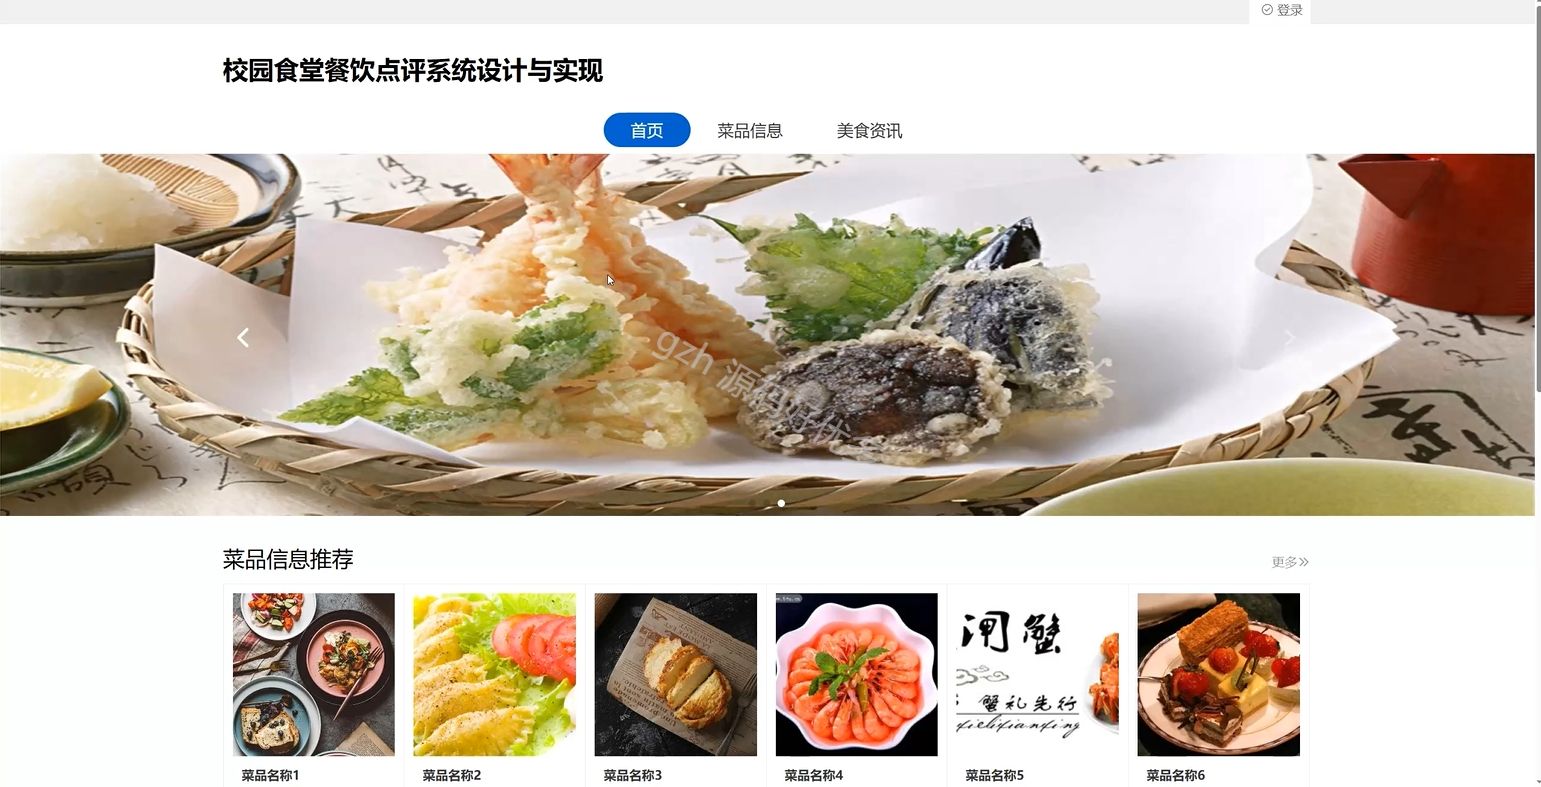 登录
校园食堂餐饮点评系统设计与实现
首页 菜品信息 美食资讯
gzh 源码好优
菜品信息推荐
更多
闸蟹
蟹礼先行
菜品名称1 菜品名称2 菜品名称3 菜品名称4 菜品名称5 菜品名称6